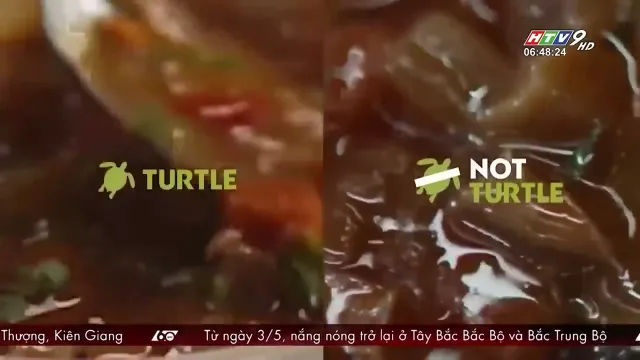 HTV9 HD
06:48:24
TURTLE
NOT
TURTLE
Thượng, Kiên Giang
Từ ngày 3/5, nắng nóng trở lại ở Tây Bắc Bắc Bộ và Bắc Trung Bộ